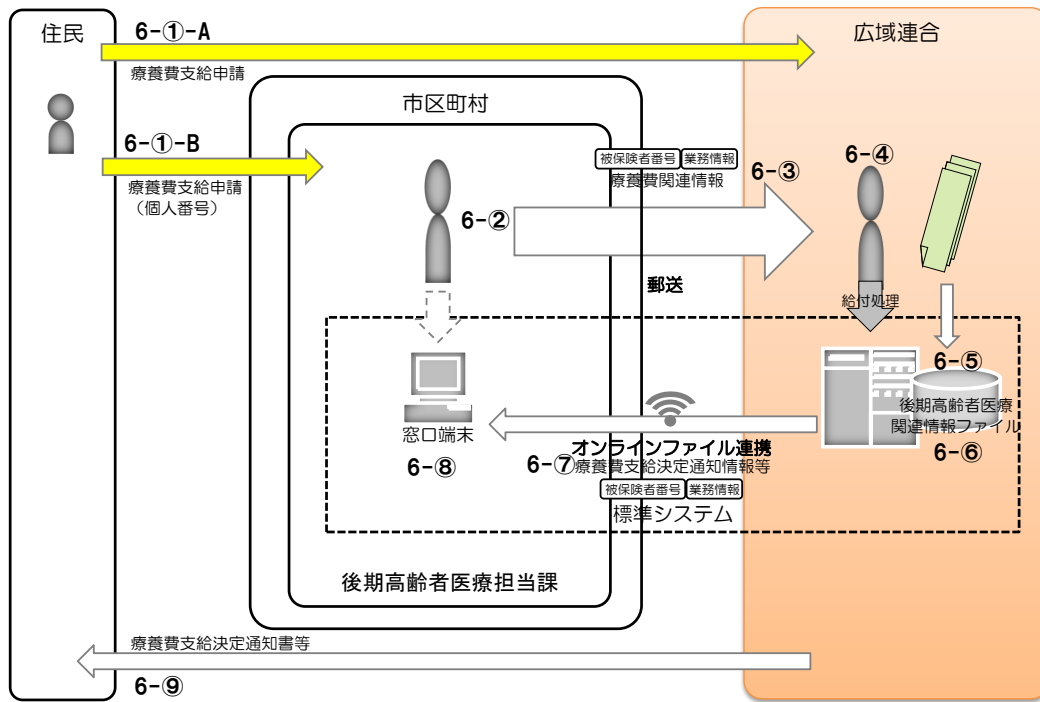 住民
6-①-A
療養費支給申請
広域連合
市区町村
6-①-B
療養費支給申請
（個人番号）
被保険者番号 業務情報
療養費関連情報
6-③
6-④
6-②
郵送
給付処理
6-⑤
後期高齢者医療
関連情報ファイル
6-⑥
窓口端末
6-⑧
オンラインファイル連携
6-⑦
療養費支給決定通知情報等
被保険者番号 業務情報
標準システム
後期高齢者医療担当課
療養費支給決定通知書等
6-⑨